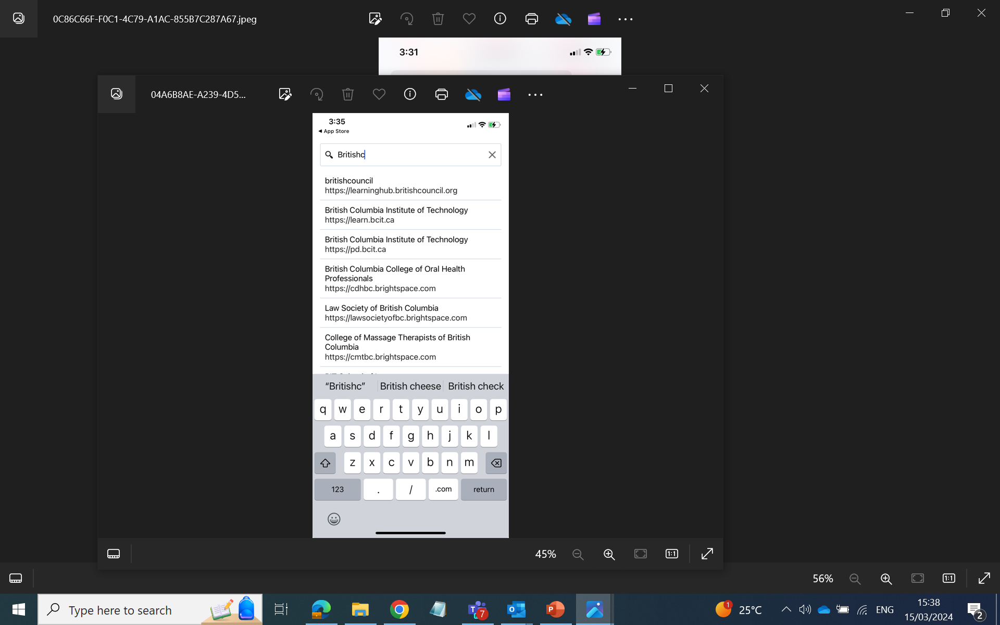 0C86C66F-F0C1-4C79-A1AC-855B7C287A67.jpeg
3:31
04A6B8AE-A239-4D5...
3:35
◀ App Store
Britishc
britishcouncil
https://learninghub.britishcouncil.org
British Columbia Institute of Technology
https://learn.bcit.ca
British Columbia Institute of Technology
https://pd.bcit.ca
British Columbia College of Oral Health
Professionals
https://cdhbc.brightspace.com
Law Society of British Columbia
https://lawsocietyofbc.brightspace.com
College of Massage Therapists of British
Columbia
https://cmtbc.brightspace.com
“Britishc” British cheese British check
q w e r t y u i o p
a s d f g h j k l
z x c v b n m
123 . / .com return
45% 1:1
56% 1:1
Type here to search
T 7
O
P
1
25°C
ENG
15:38
15/03/2024
2